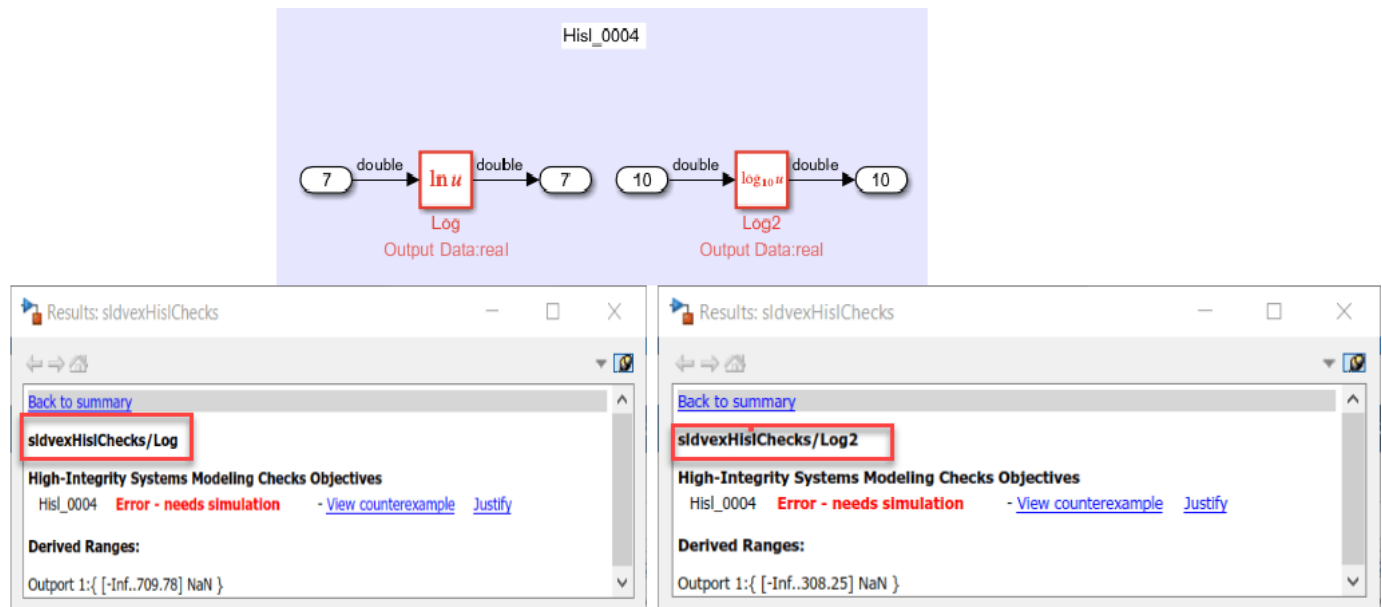 Hisl_0004
7 double ln u double 7 10 double log10 u double 10
Log Log2
Output Data:real Output Data:real
Results: sldvexHislChecks
Back to summary
sldvexHislChecks/Log
High-Integrity Systems Modeling Checks Objectives
Hisl_0004 Error - needs simulation - View counterexample Justify
Derived Ranges:
Outport 1:{ [-Inf..709.78] NaN }
Results: sldvexHislChecks
Back to summary
sldvexHislChecks/Log2
High-Integrity Systems Modeling Checks Objectives
Hisl_0004 Error - needs simulation - View counterexample Justify
Derived Ranges:
Outport 1:{ [-Inf..308.25] NaN }